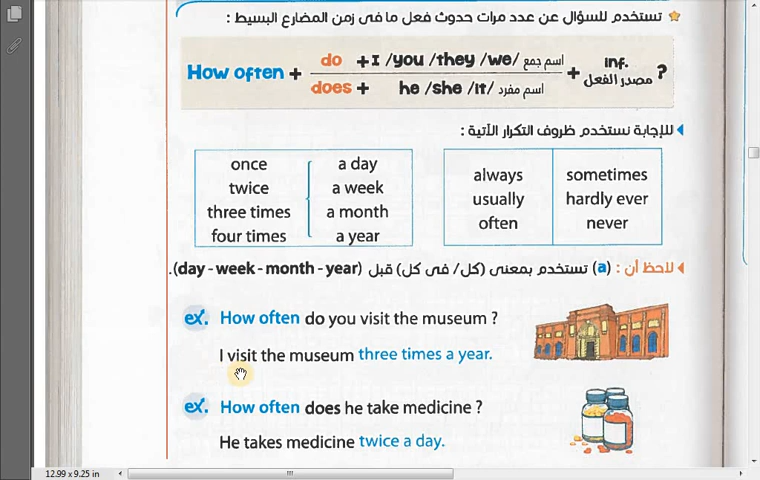 تستخدم للسؤال عن عدد مرات حدوث فعل ما فى زمن المضارع البسيط :
How often + do + I /you /they /we/ اسم جمع + inf. ?
does + he /she /It/ اسم مفرد مصدر الفعل
للإجابة نستخدم ظروف التكرار الآتية :
once a day always sometimes
twice a week usually hardly ever
three times a month often never
four times a year
لاحظ أن : (a) تستخدم بمعنى (كل/ فى كل) قبل (day - week - month - year).
ex. How often do you visit the museum ?
I visit the museum three times a year.
ex. How often does he take medicine ?
He takes medicine twice a day.
12.99 x 9.25 in